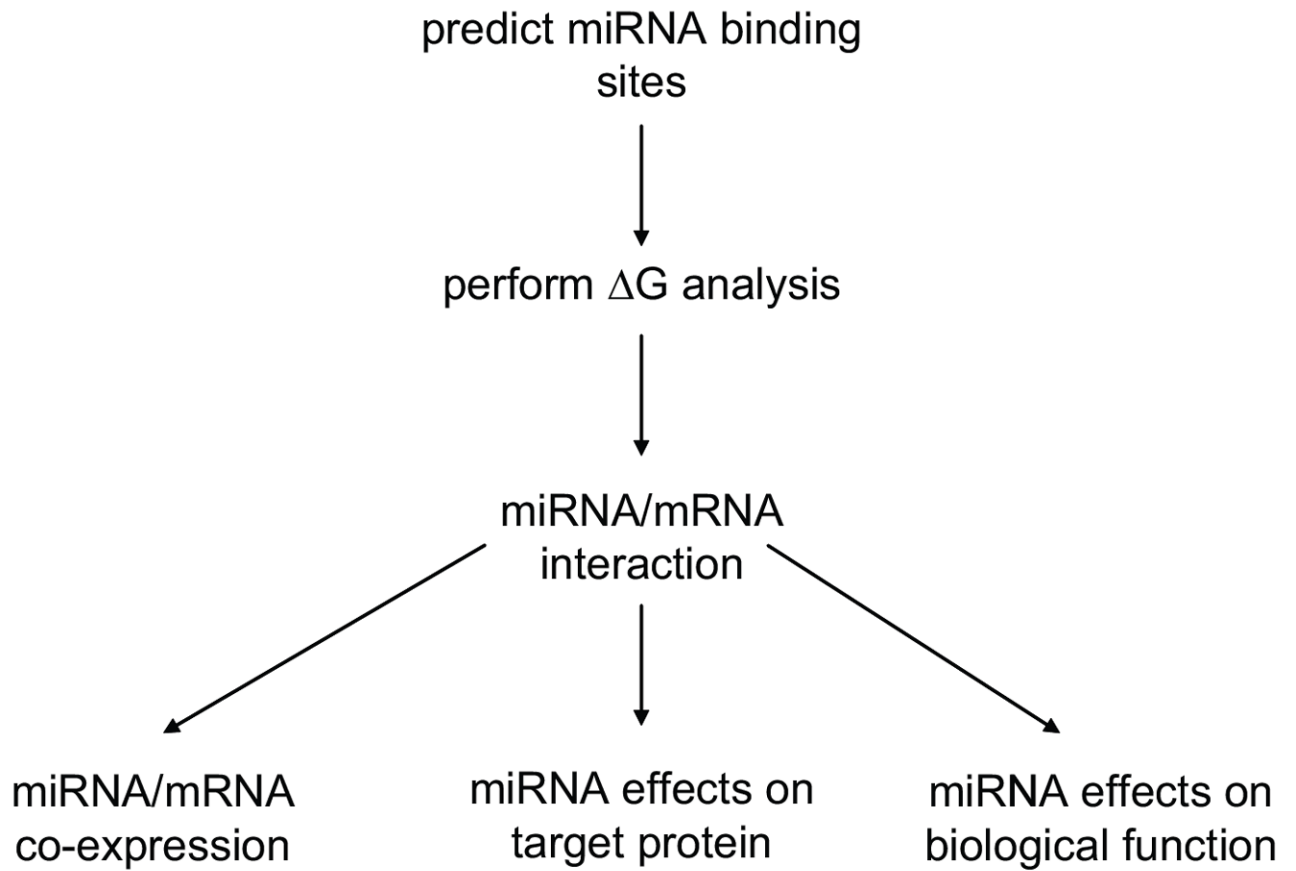 predict miRNA binding
sites
perform ΔG analysis
miRNA/mRNA
interaction
miRNA/mRNA
co-expression
miRNA effects on
target protein
miRNA effects on
biological function